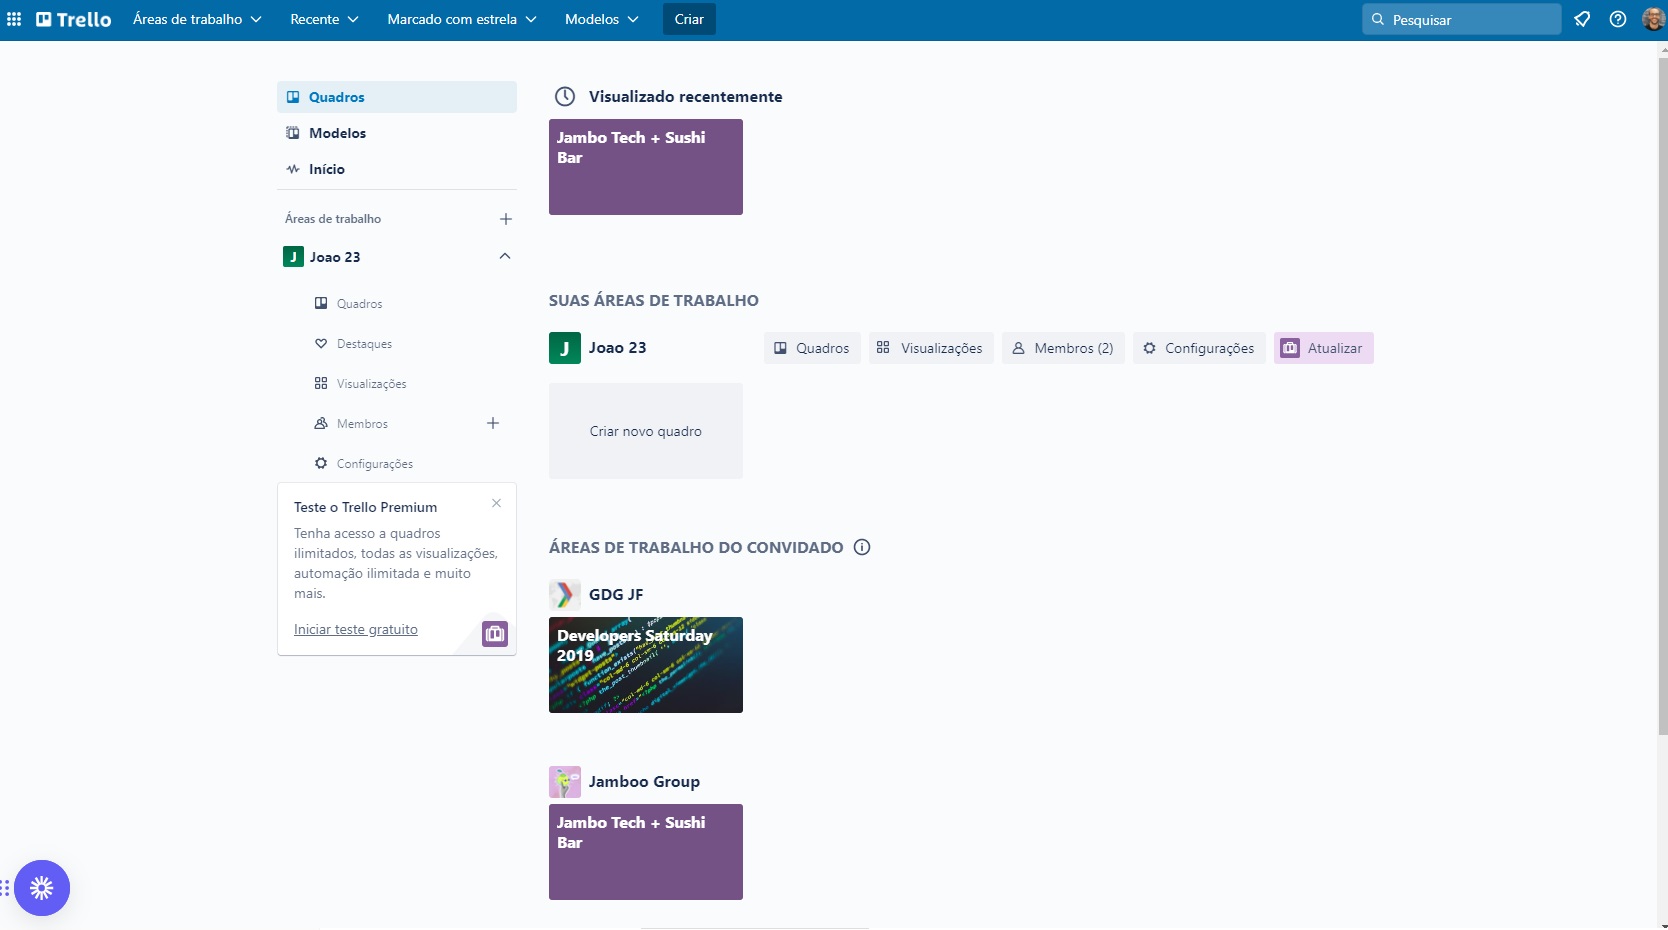 Trello
Áreas de trabalho
Recente
Marcado com estrela
Modelos
Criar
Pesquisar
Quadros
Modelos
Início
Áreas de trabalho
J Joao 23
Quadros
Destaques
Visualizações
Membros
Configurações
Teste o Trello Premium
Tenha acesso a quadros
ilimitados, todas as visualizações,
automação ilimitada e muito
mais.
Iniciar teste gratuito
Visualizado recentemente
Jambo Tech + Sushi
Bar
SUAS ÁREAS DE TRABALHO
J Joao 23
Quadros
Visualizações
Membros (2)
Configurações
Atualizar
Criar novo quadro
ÁREAS DE TRABALHO DO CONVIDADO
GDG JF
Developers Saturday
2019
Jamboo Group
Jambo Tech + Sushi
Bar